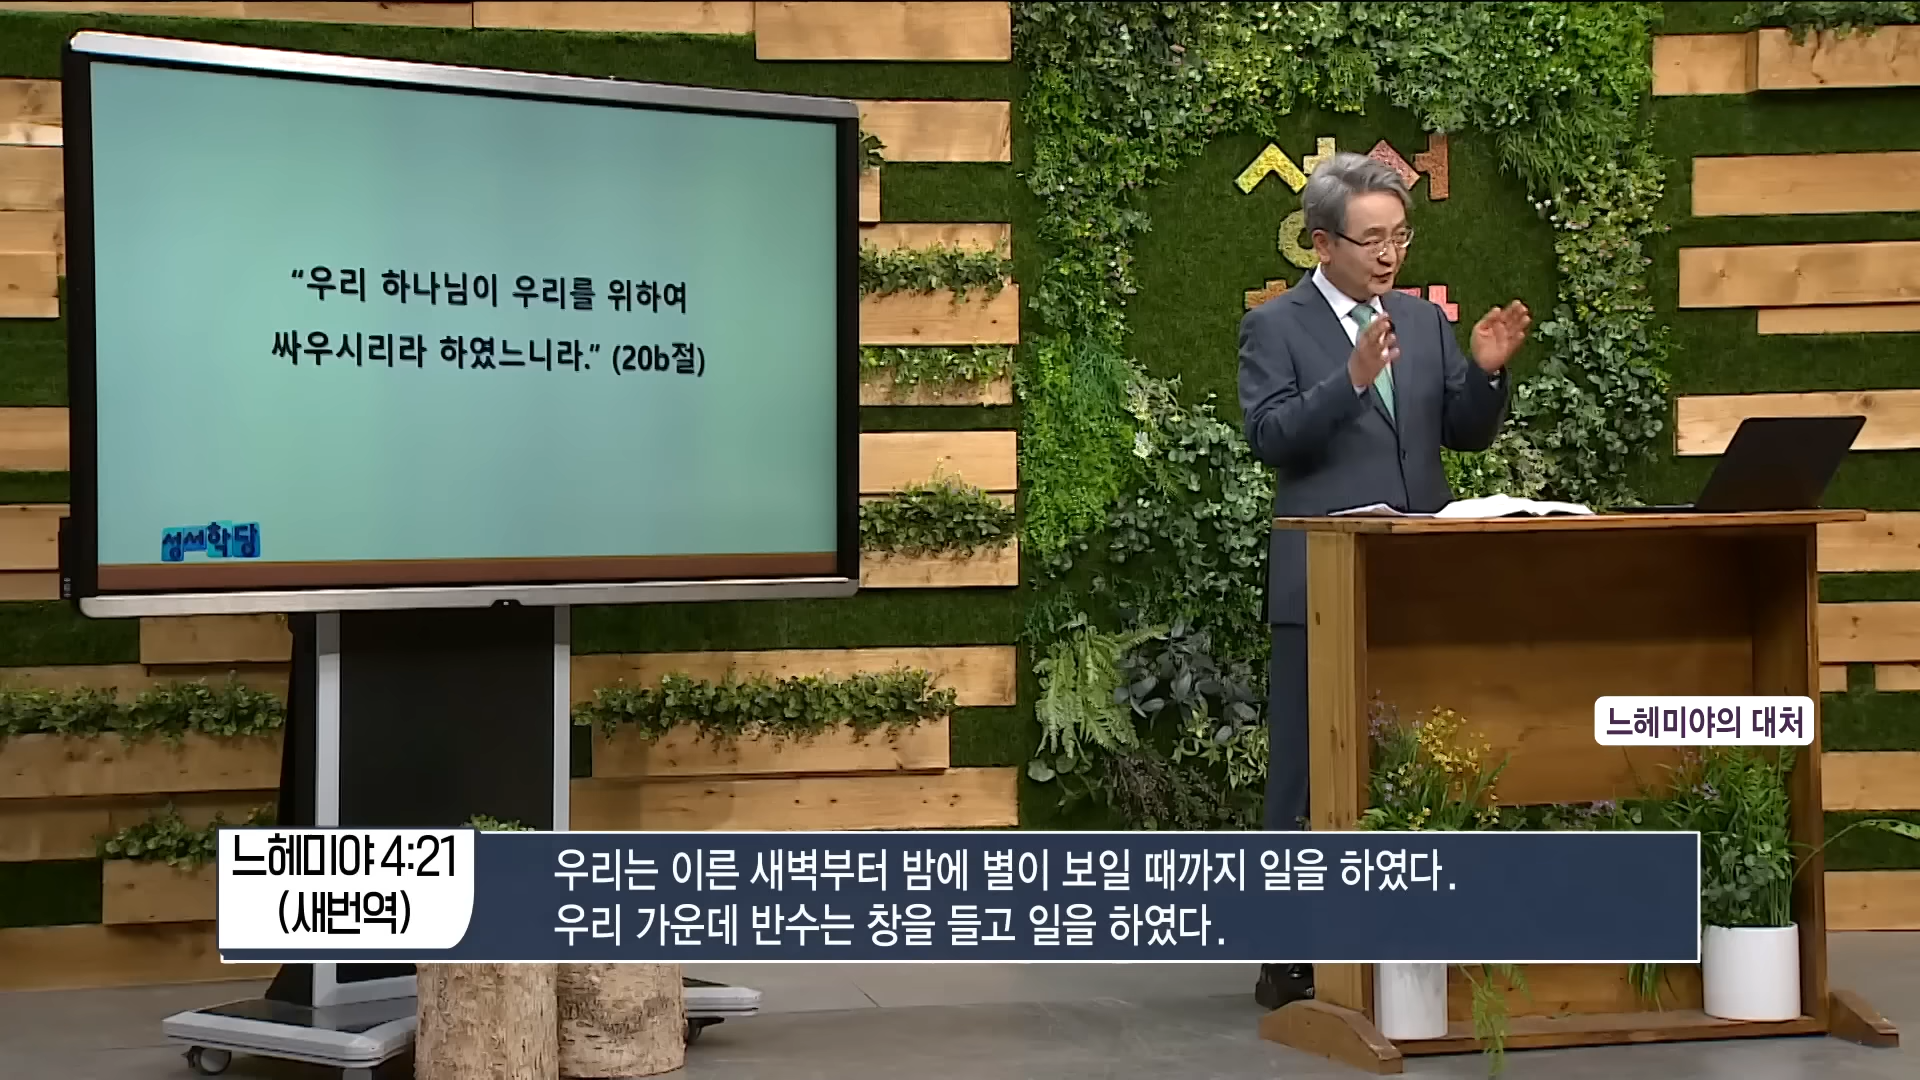 “우리 하나님이 우리를 위하여
싸우시리라 하였느니라.” (20b절)
성서학당
성서
느헤미야의 대처
느헤미야 4:21
(새번역)
우리는 이른 새벽부터 밤에 별이 보일 때까지 일을 하였다.
우리 가운데 반수는 창을 들고 일을 하였다.